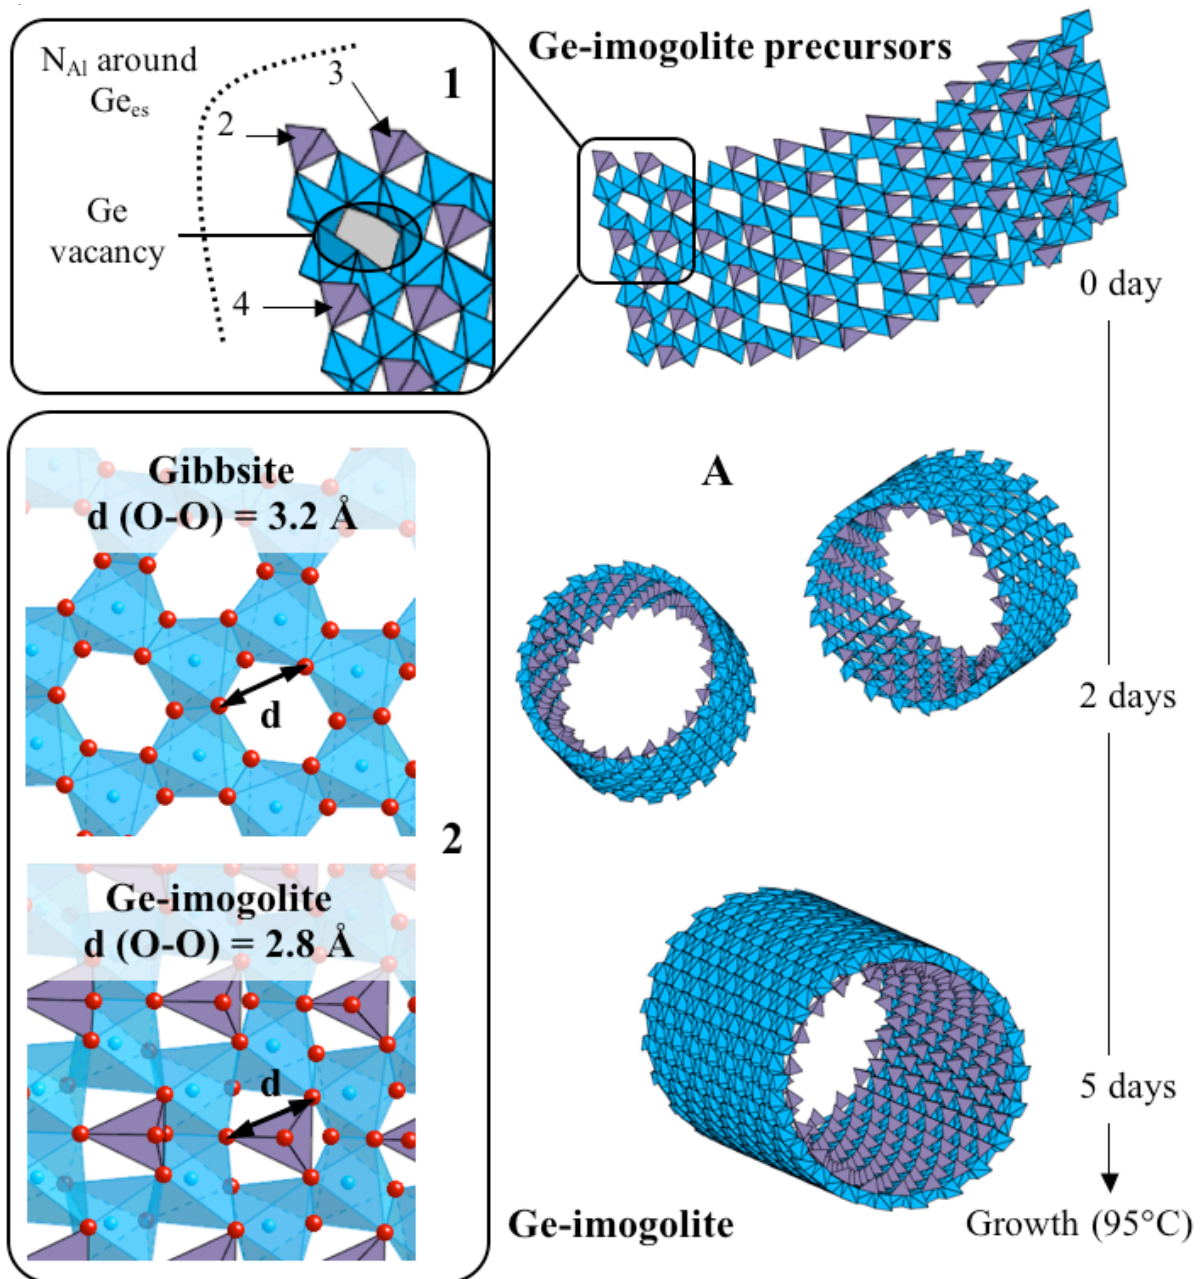 Ge-imogolite precursors
N_Al around
Ge_es
1
3
2
Ge
vacancy
4
0 day
Gibbsite
d (O-O) = 3.2 Å
d
A
2 days
2
Ge-imogolite
d (O-O) = 2.8 Å
d
5 days
Ge-imogolite
Growth (95°C)